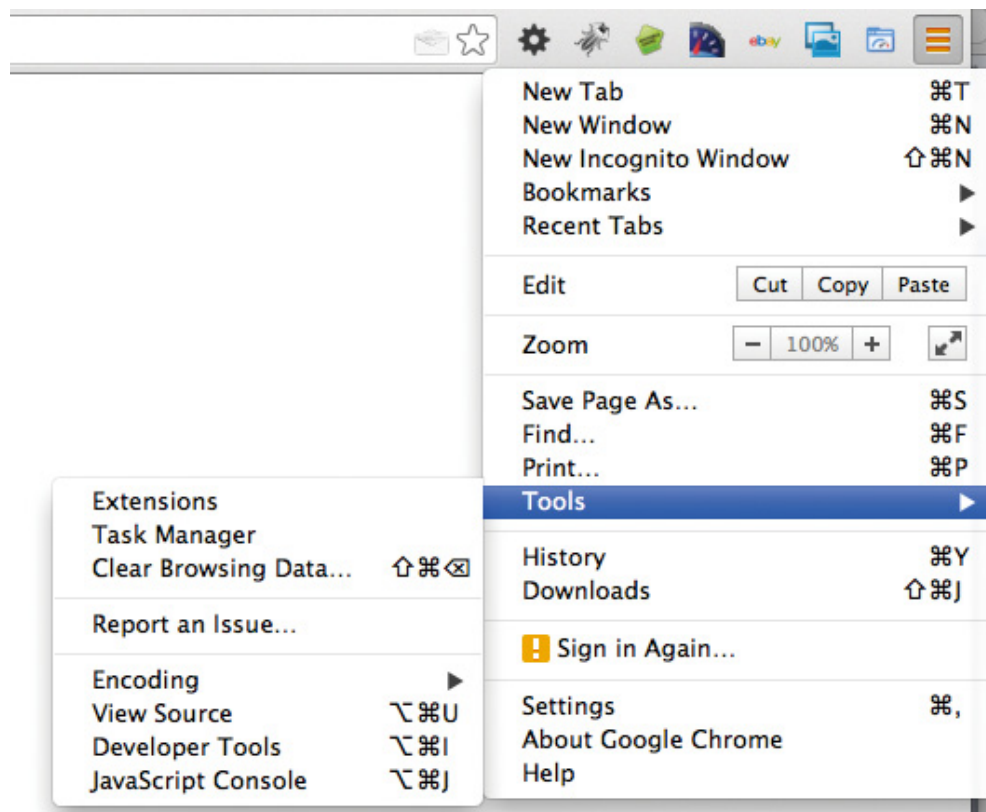 ebay
New Tab ⌘T
New Window ⌘N
New Incognito Window ⇧⌘N
Bookmarks ▶
Recent Tabs ▶
Edit Cut Copy Paste
Zoom − 100% +
Save Page As... ⌘S
Find... ⌘F
Print... ⌘P
Tools ▶
History ⌘Y
Downloads ⇧⌘J
Sign in Again...
Settings ⌘,
About Google Chrome
Help
Extensions
Task Manager
Clear Browsing Data... ⇧⌘⌫
Report an Issue...
Encoding ▶
View Source ⌥⌘U
Developer Tools ⌥⌘I
JavaScript Console ⌥⌘J